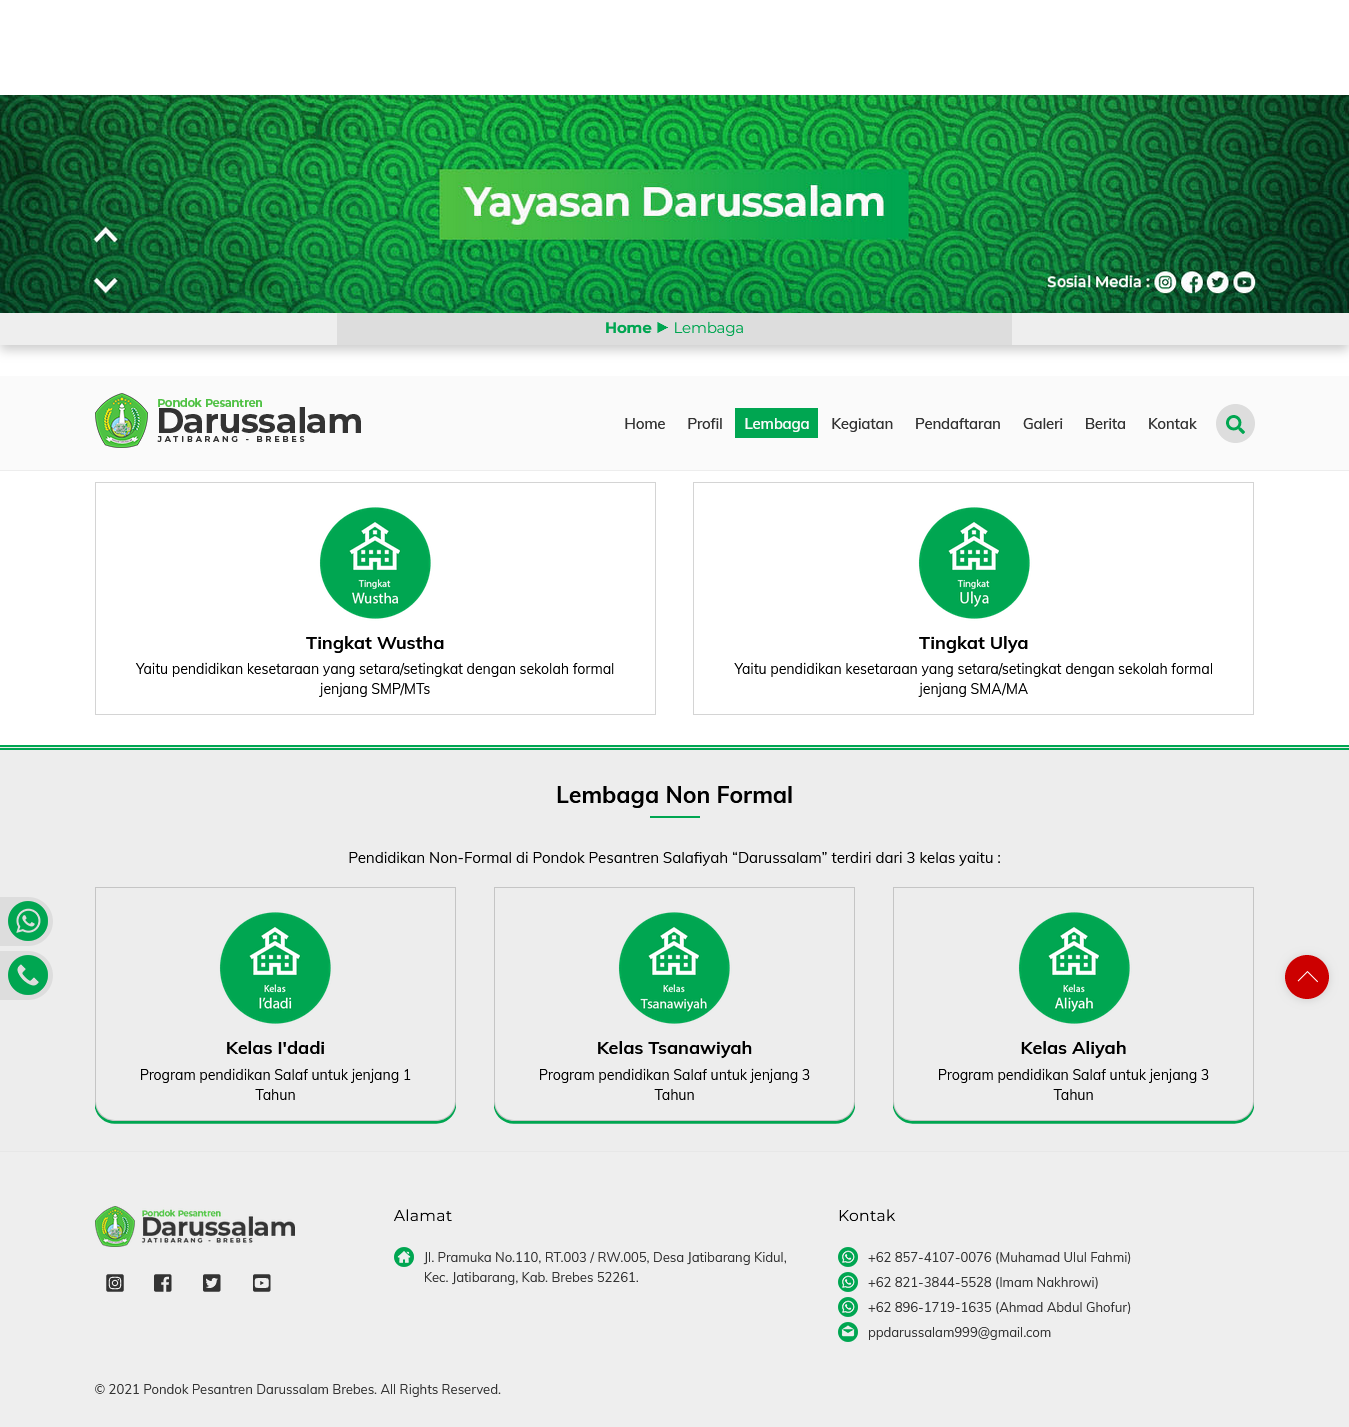 Yayasan Darussalam
Sosial Media :
Home ▶ Lembaga
Pondok Pesantren
Darussalam
JATIBARANG - BREBES
Home Profil Lembaga Kegiatan Pendaftaran Galeri Berita Kontak
Tingkat
Wustha
Tingkat Wustha
Yaitu pendidikan kesetaraan yang setara/setingkat dengan sekolah formal
jenjang SMP/MTs
Tingkat
Ulya
Tingkat Ulya
Yaitu pendidikan kesetaraan yang setara/setingkat dengan sekolah formal
jenjang SMA/MA
Lembaga Non Formal
Pendidikan Non-Formal di Pondok Pesantren Salafiyah “Darussalam” terdiri dari 3 kelas yaitu :
Kelas
I'dadi
Kelas I'dadi
Program pendidikan Salaf untuk jenjang 1
Tahun
Kelas
Tsanawiyah
Kelas Tsanawiyah
Program pendidikan Salaf untuk jenjang 3
Tahun
Kelas
Aliyah
Kelas Aliyah
Program pendidikan Salaf untuk jenjang 3
Tahun
Pondok Pesantren
Darussalam
JATIBARANG - BREBES
Alamat
Jl. Pramuka No.110, RT.003 / RW.005, Desa Jatibarang Kidul,
Kec. Jatibarang, Kab. Brebes 52261.
Kontak
+62 857-4107-0076 (Muhamad Ulul Fahmi)
+62 821-3844-5528 (Imam Nakhrowi)
+62 896-1719-1635 (Ahmad Abdul Ghofur)
ppdarussalam999@gmail.com
© 2021 Pondok Pesantren Darussalam Brebes. All Rights Reserved.